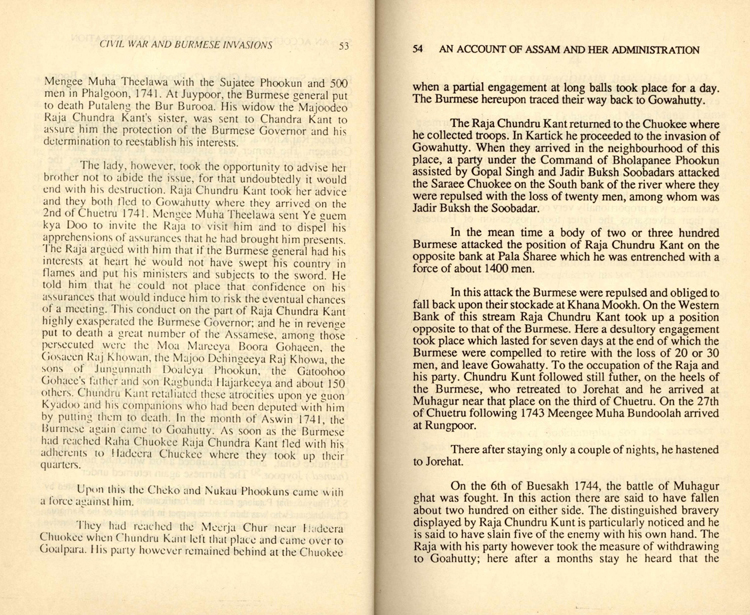 CIVIL WAR AND BURMESE INVASIONS 53
Mengee Muha Theelawa with the Sujatee Phookun and 500
men in Phalgoon, 1741. At Juypoor, the Burmese general put
to death Putaleng the Bur Burooa. His widow the Majoodeo
Raja Chundra Kant's sister, was sent to Chandra Kant to
assure him the protection of the Burmese Governor and his
determination to reestablish his interests.
The lady, however, took the opportunity to advise her
brother not to abide the issue, for that undoubtedly it would
end with his destruction. Raja Chundru Kant took her advice
and they both fled to Gowahuty where they arrived on the
2nd of Chuetru 1741. Mengee Muha Theelawa sent Ye guem
kya Doo to invite the Raja to visit him and to dispel his
apprehensions of assurances that he had brought him presents.
The Raja argued with him that if the Burmese general had his
interests at heart he would not have swept his country in
flames and put his ministers and subjects to the sword. He
told him that he could not place that confidence on his
assurances that would induce him to risk the eventual chances
of a meeting. This conduct on the part of Raja Chundra Kant
highly exasperated the Burmese Governor; and he in revenge
put to death a great number of the Assamese, among those
persecuted were the Moa Mareeya Boora Gohaeen, the
Gosaeen Raj Khowan, the Majoo Dehingeeya Raj Khowa, the
sons of Jungunnath Doaleya Phookun, the Gatoohoo
Gohaee's father and son Ragbunda Hajarkeeya and about 150
others. Chundru Kant retaliated these atrocities upon ye guon
Kyadoo and his companions who had been deputed with him
by putting them to death. In the month of Aswin 1741, the
Burmese again came to Goahutty. As soon as the Burmese
had reached Raha Chuokee Raja Chundra Kant fled with his
adherents to Hadeera Chuckee where they took up their
quarters.
Upon this the Cheko and Nukau Phookuns came with
a force against him.
They had reached the Meerja Chur near Hadeera
Chuokee when Chundru Kant left that place and came over to
Goalpara. His party however remained behind at the Chuokee
54 AN ACCOUNT OF ASSAM AND HER ADMINISTRATION
when a partial engagement at long balls took place for a day.
The Burmese hereupon traced their way back to Gowahutty.
The Raja Chundru Kant returned to the Chuokee where
he collected troops. In Kartick he proceeded to the invasion of
Gowahutty. When they arrived in the neighbourhood of this
place, a party under the Command of Bholapanee Phookun
assisted by Gopal Singh and Jadir Buksh Soobadars attacked
the Saraee Chuokee on the South bank of the river where they
were repulsed with the loss of twenty men, among whom was
Jadir Buksh the Soobadar.
In the mean time a body of two or three hundred
Burmese attacked the position of Raja Chundru Kant on the
opposite bank at Pala Sharee which he was entrenched with a
force of about 1400 men.
In this attack the Burmese were repulsed and obliged to
fall back upon their stockade at Khana Mookh. On the Western
Bank of this stream Raja Chundru Kant took up a position
opposite to that of the Burmese. Here a desultory engagement
took place which lasted for seven days at the end of which the
Burmese were compelled to retire with the loss of 20 or 30
men, and leave Gowahatty. To the occupation of the Raja and
his party. Chundru Kunt followed still futher, on the heels of
the Burmese, who retreated to Jorehat and he arrived at
Muhagur near that place on the third of Chuetru. On the 27th
of Chuetru following 1743 Meengee Muha Bundoolah arrived
at Rungpoor.
There after staying only a couple of nights, he hastened
to Jorehat.
On the 6th of Buesakh 1744, the battle of Muhagur
ghat was fought. In this action there are said to have fallen
about two hundred on either side. The distinguished bravery
displayed by Raja Chundru Kunt is particularly noticed and he
is said to have slain five of the enemy with his own hand. The
Raja with his party however took the measure of withdrawing
to Goahutty; here after a months stay he heard that the